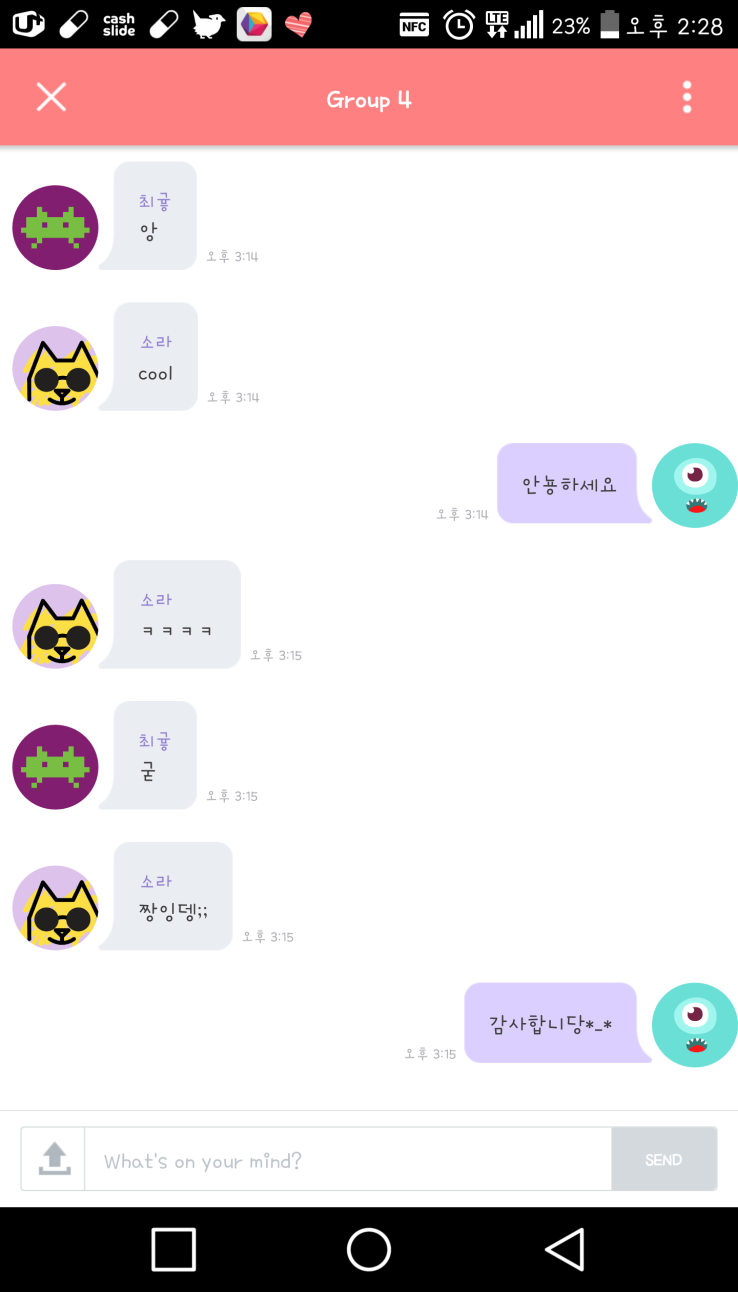 U+ cash slide NFC LTE 23% 오후 2:28
Group 4
최귷
앙
오후 3:14
소라
cool
오후 3:14
안뇽하세요
오후 3:14
소라
ㅋㅋㅋㅋ
오후 3:15
굳
오후 3:15
소라
짱잉뎅;;
오후 3:15
감사합니당*_*
오후 3:15
What's on your mind?
SEND